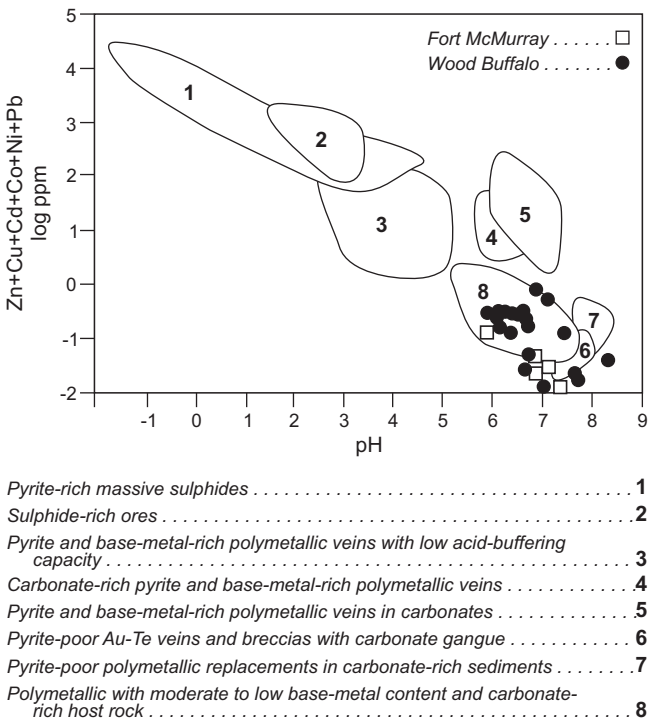 5
4
3
2
1
0
-1
-2
Zn+Cu+Cd+Co+Ni+Pb
log ppm
Fort McMurray . . . . . .
Wood Buffalo . . . . . . .
1
2
3
4
5
8
7
6
-1 0 1 2 3 4 5 6 7 8 9
pH
Pyrite-rich massive sulphides . . . . . . . . . . . . . . . . . . . . . . . . . . . . . . . . . . . 1
Sulphide-rich ores . . . . . . . . . . . . . . . . . . . . . . . . . . . . . . . . . . . . . . . . . . . 2
Pyrite and base-metal-rich polymetallic veins with low acid-buffering
capacity . . . . . . . . . . . . . . . . . . . . . . . . . . . . . . . . . . . . . . . . . . . . . . . . 3
Carbonate-rich pyrite and base-metal-rich polymetallic veins . . . . . . . . . . . . 4
Pyrite and base-metal-rich polymetallic veins in carbonates . . . . . . . . . . . . . 5
Pyrite-poor Au-Te veins and breccias with carbonate gangue . . . . . . . . . . . . 6
Pyrite-poor polymetallic replacements in carbonate-rich sediments . . . . . . . . 7
Polymetallic with moderate to low base-metal content and carbonate-
rich host rock . . . . . . . . . . . . . . . . . . . . . . . . . . . . . . . . . . . . . . . . . . . . 8